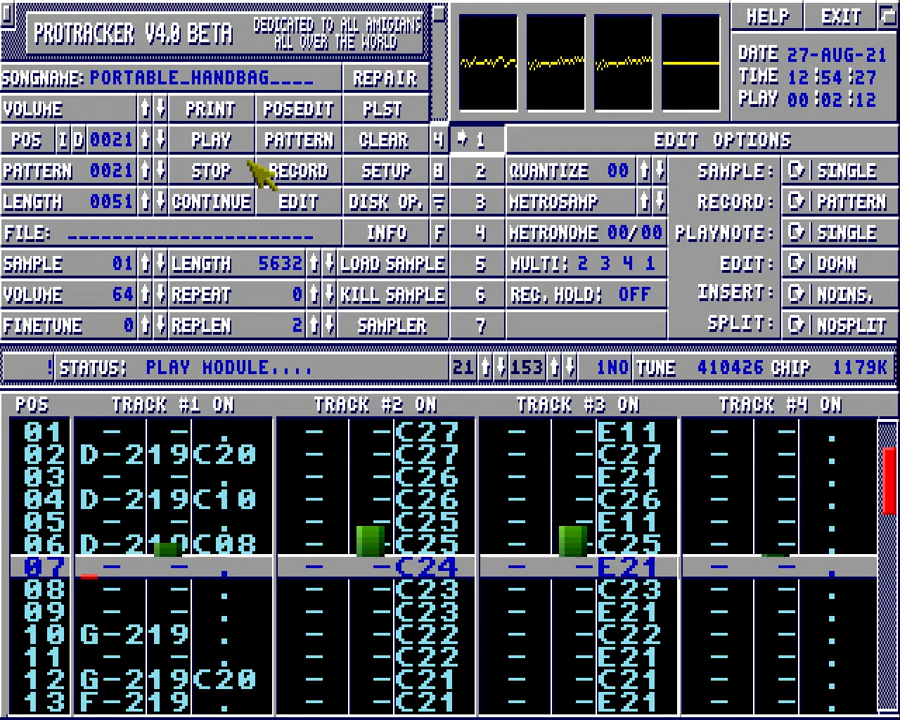 PROTRACKER V4.0 BETA
DEDICATED TO ALL AMIGIANS
ALL OVER THE WORLD
HELP EXIT
DATE 27-AUG-21
TIME 12:54:27
PLAY 00:02:12
SONGNAME: PORTABLE_HANDBAG____ REPAIR
VOLUME PRINT POSEDIT PLST
POS I D 0021 PLAY PATTERN CLEAR 1 EDIT OPTIONS
PATTERN 0021 STOP RECORD SETUP 2 QUANTIZE 00 SAMPLE: SINGLE
LENGTH 0051 CONTINUE EDIT DISK OP. 3 METROSAMP RECORD: PATTERN
FILE: ______________________ INFO F 4 METRONOME 00/00 PLAYNOTE: SINGLE
SAMPLE 01 LENGTH 5632 LOAD SAMPLE 5 MULTI: 2 3 4 1 EDIT: DOWN
VOLUME 64 REPEAT 0 KILL SAMPLE 6 REC. HOLD: OFF INSERT: NOINS.
FINETUNE 0 REPLEN 2 SAMPLER 7 SPLIT: NOSPLIT
! STATUS: PLAY MODULE.... 21 153 1NO TUNE 410426 CHIP 1179K
POS TRACK #1 ON TRACK #2 ON TRACK #3 ON TRACK #4 ON
01 - - . - - C27 - - E11 - - .
02 D-219C20 - - C27 - - C27 - - .
03 - - . - - C26 - - E21 - - .
04 D-219C10 - - C26 - - C26 - - .
05 - - . - - C25 - - E11 - - .
06 D-219C08 - - C25 - - C25 - - .
07 - - . - - C24 - - E21 - - .
08 - - . - - C23 - - C23 - - .
09 - - . - - C23 - - E21 - - .
10 G-219 . - - C22 - - C22 - - .
11 - - . - - C22 - - E21 - - .
12 G-219C20 - - C21 - - C21 - - .
13 F-219 . - - C21 - - E21 - - .